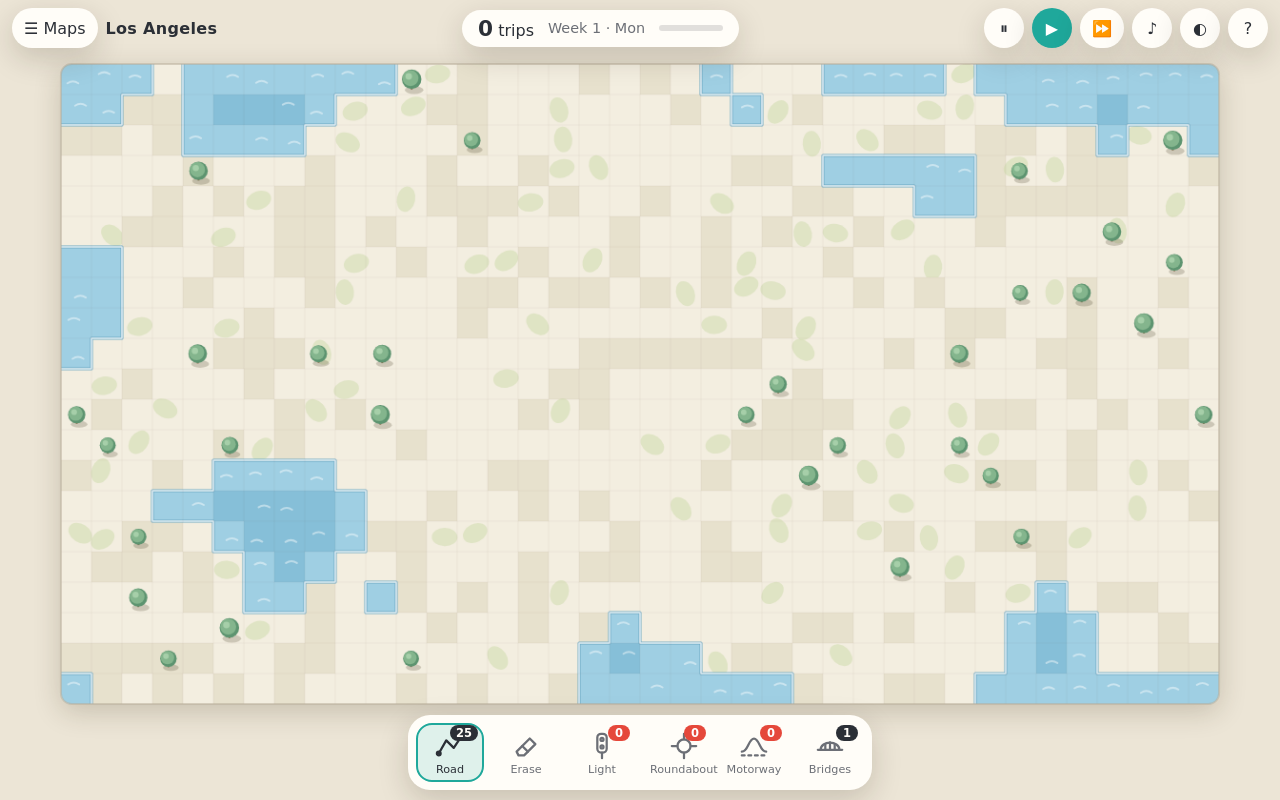 ☰ Maps
Los Angeles
0 trips
Week 1 · Mon
?
25
0
0
0
1
Road
Erase
Light
Roundabout
Motorway
Bridges